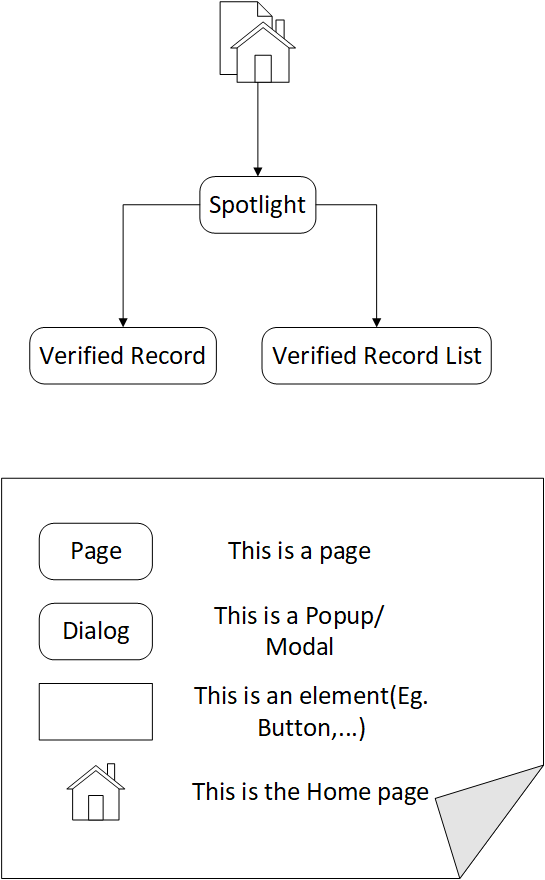 Spotlight
Verified Record
Verified Record List
Page
This is a page
Dialog
This is a Popup/
Modal
This is an element(Eg.
Button,...)
This is the Home page